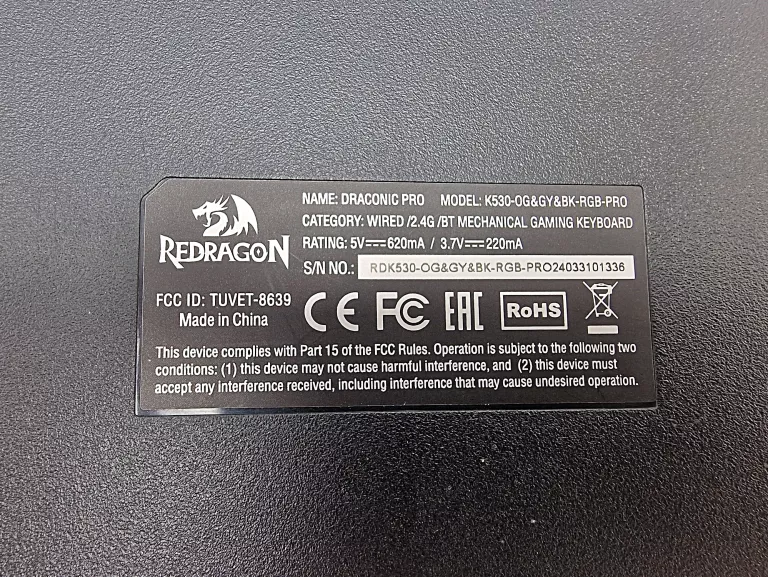 NAME: DRACONIC PRO MODEL: K530-OG&GY&BK-RGB-PRO
CATEGORY: WIRED /2.4G /BT MECHANICAL GAMING KEYBOARD
REDRAGON
RATING: 5V⎓620mA / 3.7V⎓220mA
S/N NO.: RDK530-OG&GY&BK-RGB-PRO24033101336
FCC ID: TUVET-8639
Made in China
CE FC EAC RoHS
This device complies with Part 15 of the FCC Rules. Operation is subject to the following two
conditions: (1) this device may not cause harmful interference, and (2) this device must
accept any interference received, including interference that may cause undesired operation.